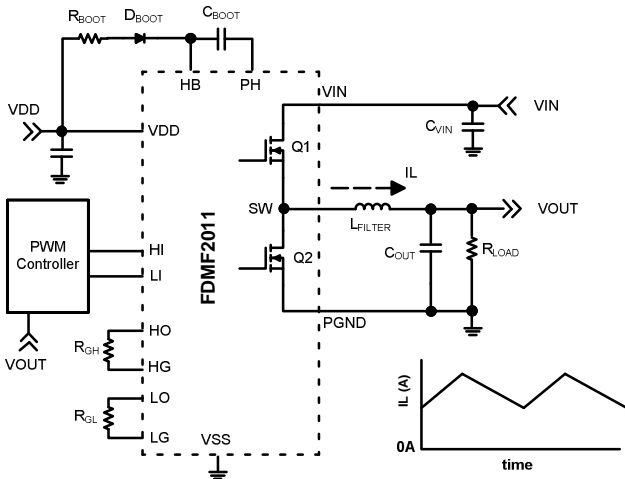 RBOOT
DBOOT
CBOOT
HB
PH
VIN
VIN
CVIN
VDD
VDD
Q1
SW
IL
LFILTER
VOUT
COUT
RLOAD
Q2
PGND
FDMF2011
PWM
Controller
HI
LI
VOUT
RGH
HO
HG
RGL
LO
LG
VSS
IL (A)
0A
time